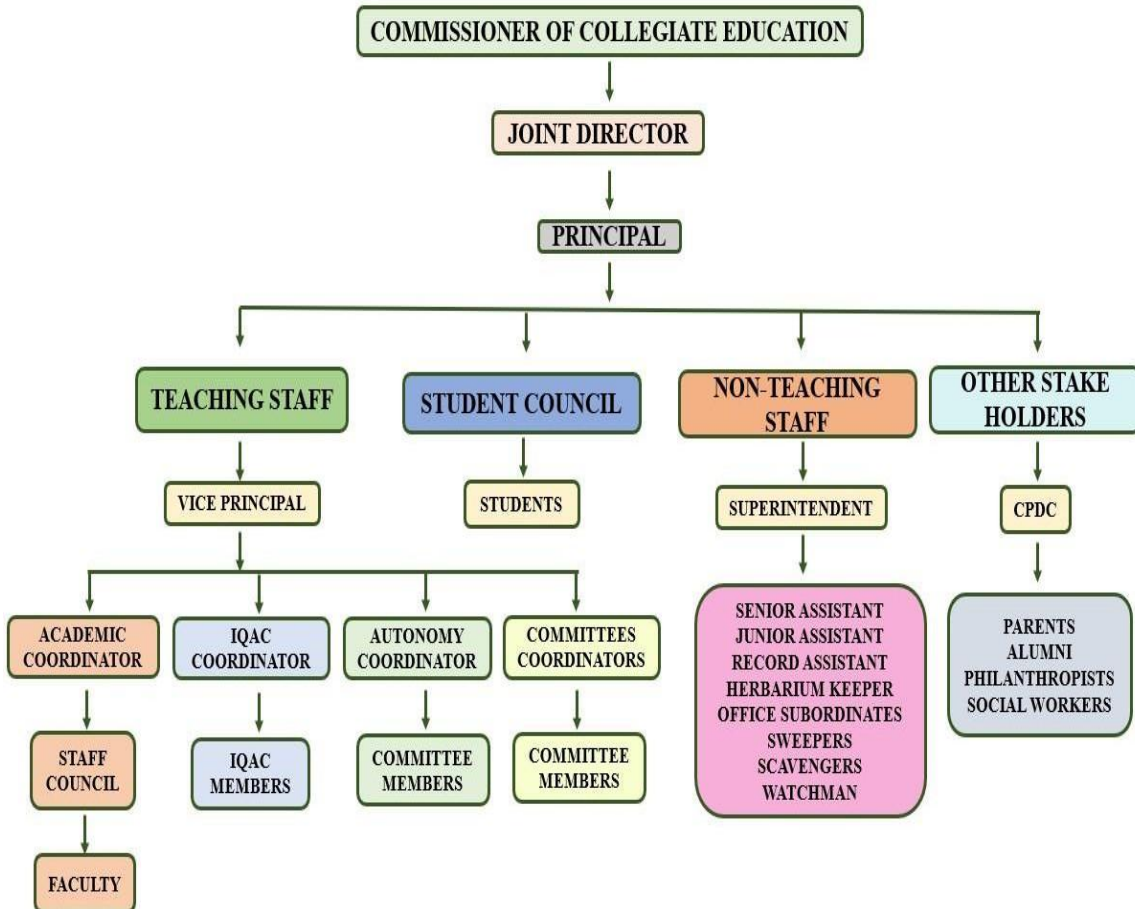 COMMISSIONER OF COLLEGIATE EDUCATION
JOINT DIRECTOR
PRINCIPAL
TEACHING STAFF
STUDENT COUNCIL
NON-TEACHING
STAFF
OTHER STAKE
HOLDERS
VICE PRINCIPAL
STUDENTS
SUPERINTENDENT
CPDC
ACADEMIC
COORDINATOR
IQAC
COORDINATOR
AUTONOMY
COORDINATOR
COMMITTEES
COORDINATORS
SENIOR ASSISTANT
JUNIOR ASSISTANT
RECORD ASSISTANT
HERBARIUM KEEPER
OFFICE SUBORDINATES
SWEEPERS
SCAVENGERS
WATCHMAN
PARENTS
ALUMNI
PHILANTHROPISTS
SOCIAL WORKERS
STAFF
COUNCIL
IQAC
MEMBERS
COMMITTEE
MEMBERS
COMMITTEE
MEMBERS
FACULTY